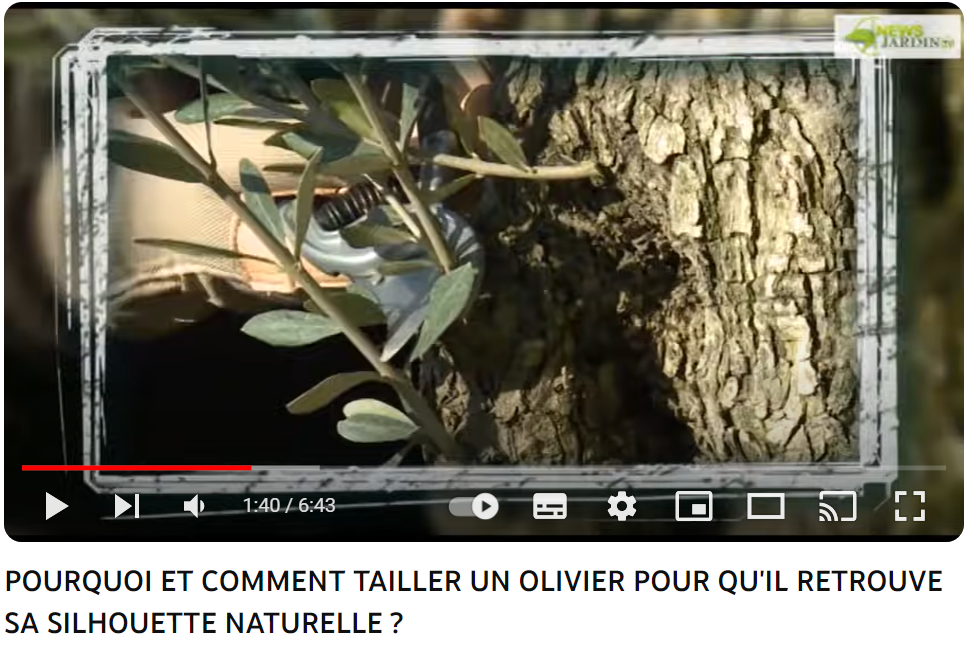 NEWS
JARDIN TV
1:40 / 6:43
POURQUOI ET COMMENT TAILLER UN OLIVIER POUR QU'IL RETROUVE
SA SILHOUETTE NATURELLE ?